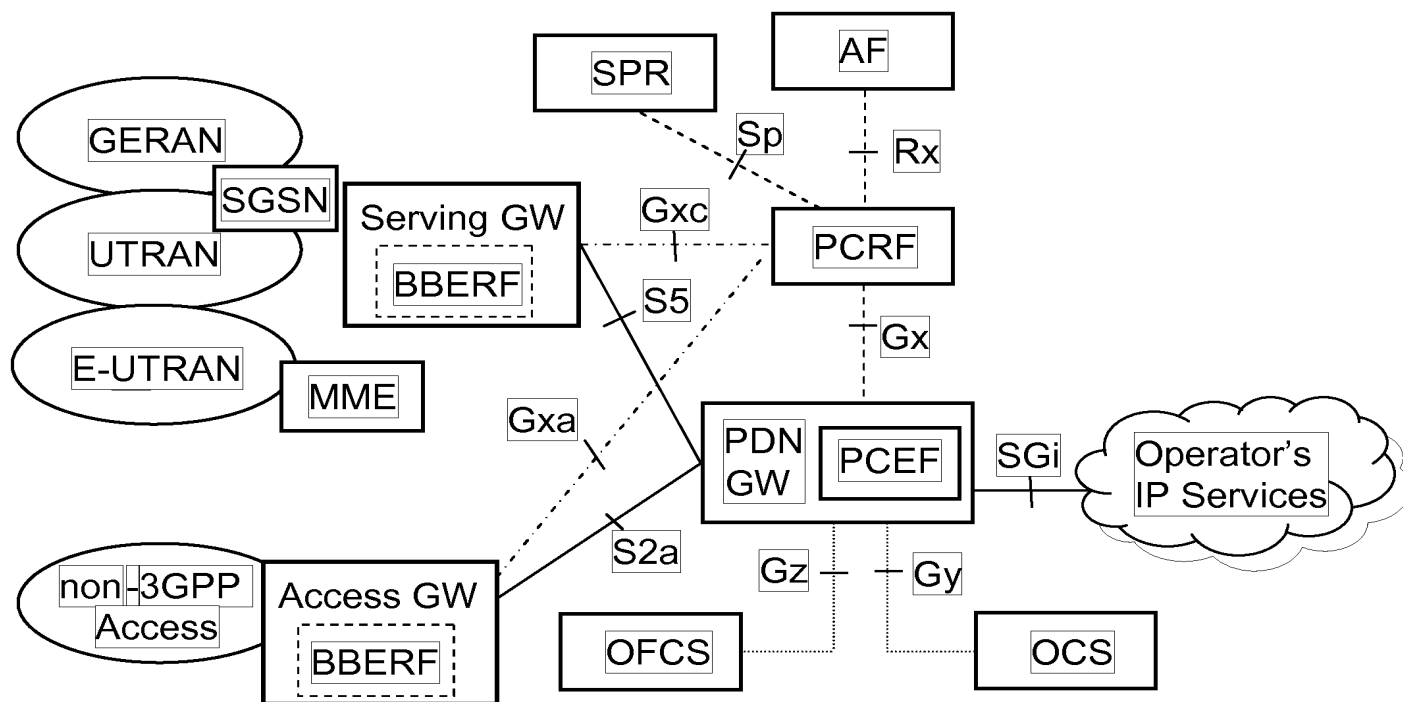 AF
SPR
GERAN
Sp
Rx
SGSN
Gxc
Serving GW
PCRF
UTRAN
BBERF
S5
Gx
E-UTRAN
MME
Gxa
PDN
GW
PCEF
SGi
Operator's
IP Services
S2a
non-3GPP
Access
Access GW
BBERF
Gz
Gy
OFCS
OCS